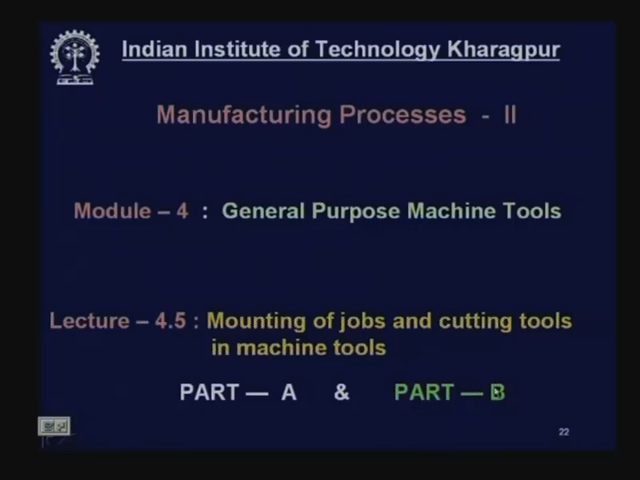 Indian Institute of Technology Kharagpur
Manufacturing Processes - II
Module – 4 : General Purpose Machine Tools
Lecture – 4.5 : Mounting of jobs and cutting tools
in machine tools
PART — A & PART — B
22